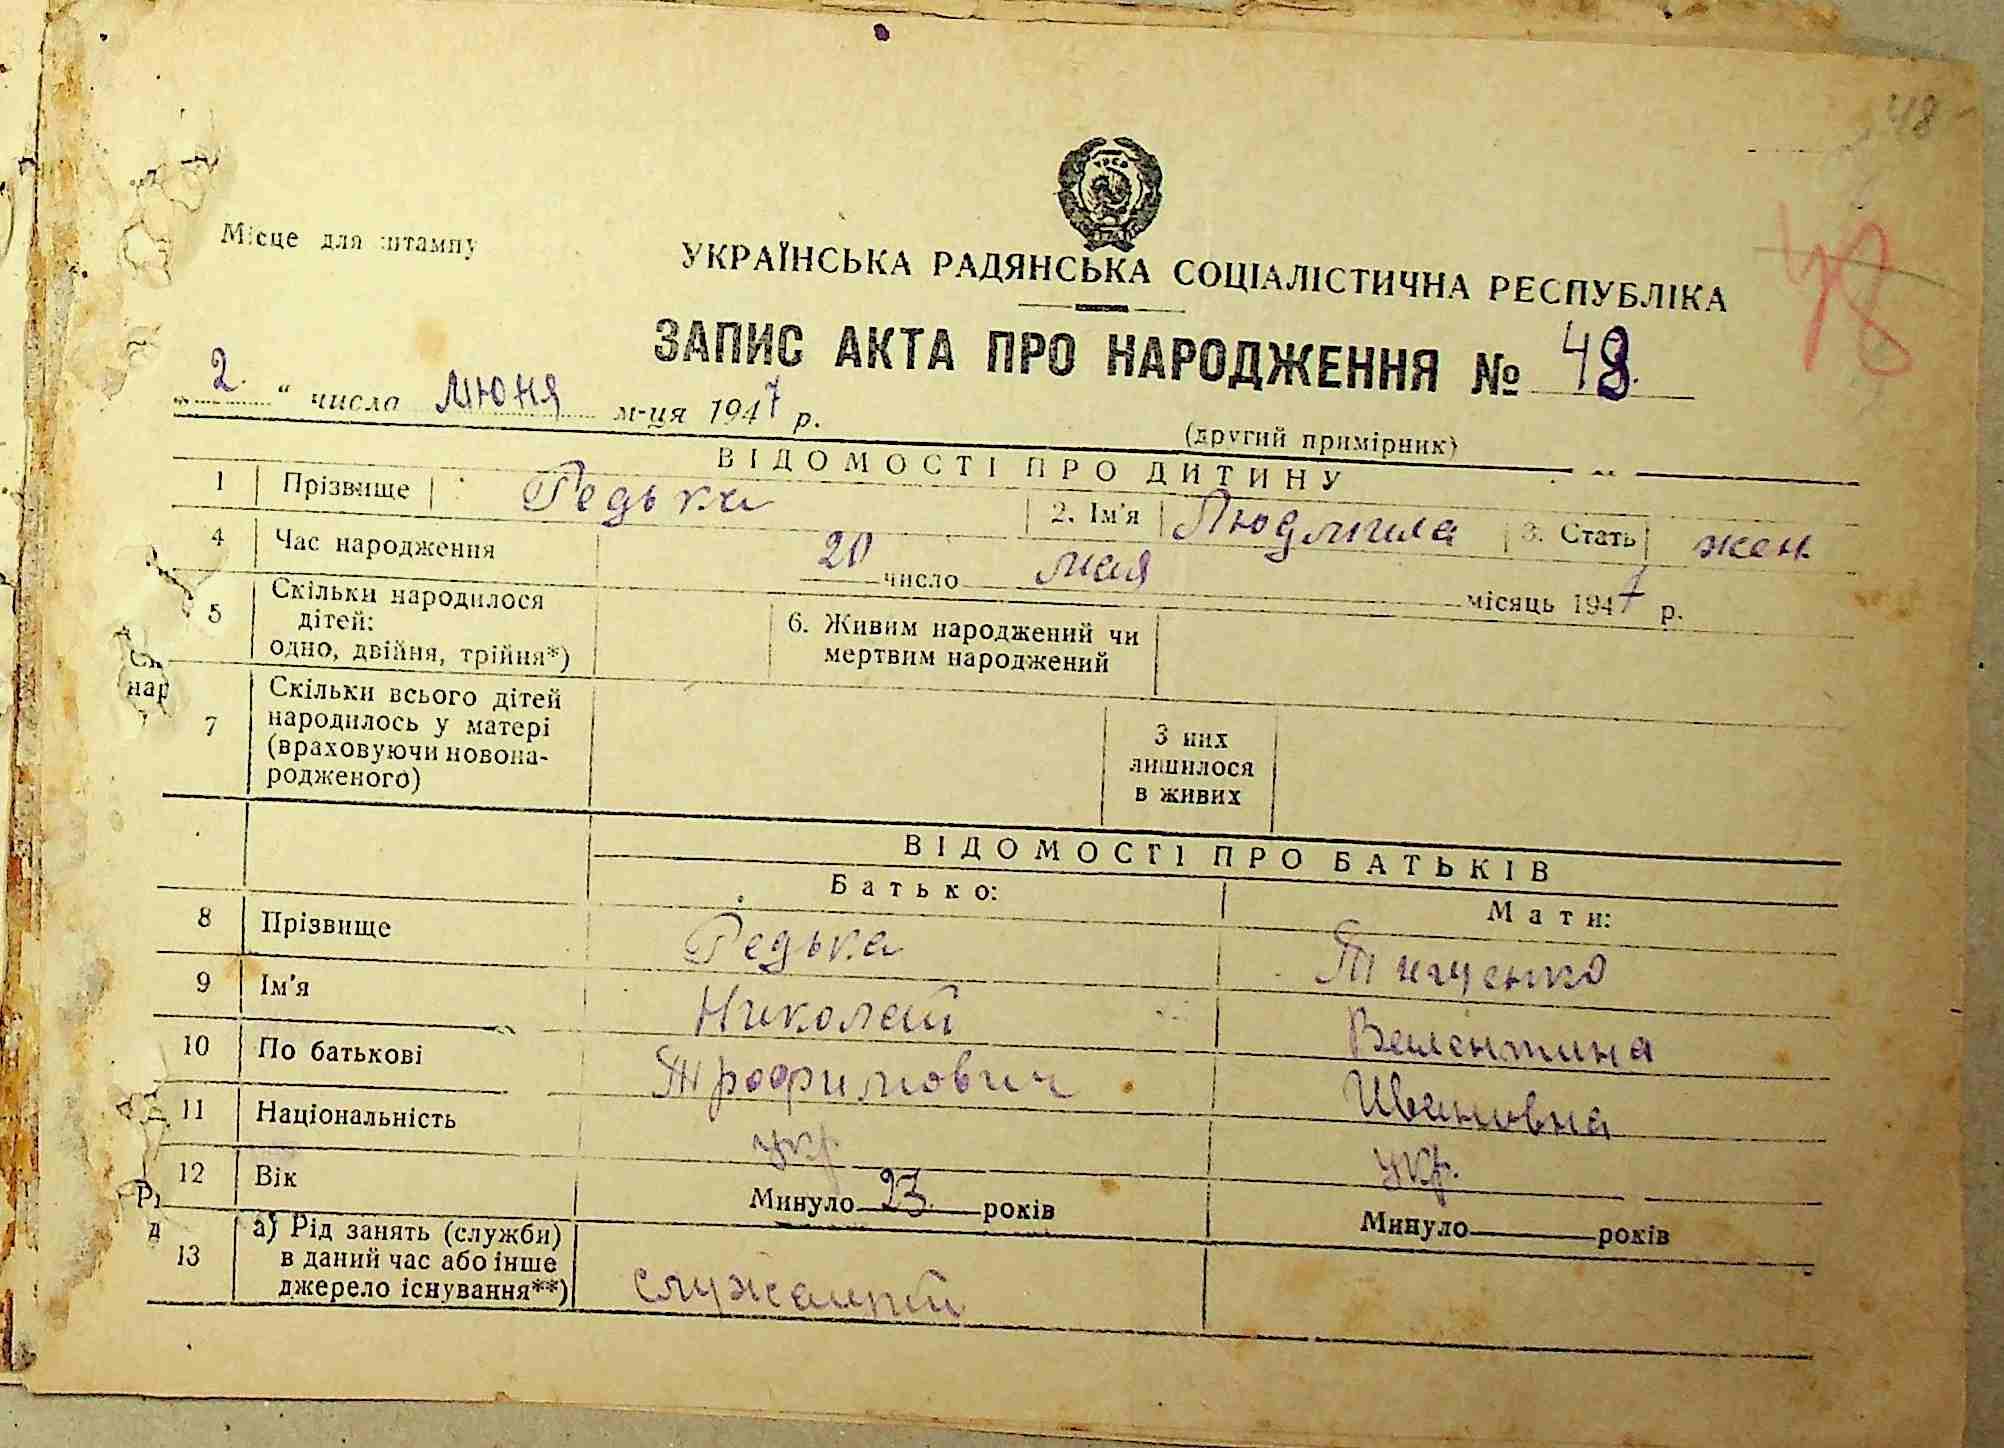 48
Місце для штампу
УКРАЇНСЬКА РАДЯНСЬКА СОЦІАЛІСТИЧНА РЕСПУБЛІКА
48
ЗАПИС АКТА ПРО НАРОДЖЕННЯ № 48.
„2.“ числа июня м-ця 1947 р.
(другий примірник)
ВІДОМОСТІ ПРО ДИТИНУ
1 Прізвище Редька 2. Ім'я Людмила 3. Стать жен
4 Час народження 20 число мая місяць 1947 р.
5 Скільки народилося дітей: одно, двійня, трійня*) 6. Живим народжений чи мертвим народжений
нар
7 Скільки всього дітей народилось у матері (враховуючи новона-родженого) З них лишилося в живих
ВІДОМОСТІ ПРО БАТЬКІВ
Батько: Мати:
8 Прізвище Редька Тищенко
9 Ім'я Николай Валентина
10 По батькові Трофимович Ивановна
11 Національність укр. укр.
12 Вік Минуло 23 років Минуло років
13 а) Рід занять (служби) в даний час або інше джерело існування**) служащий